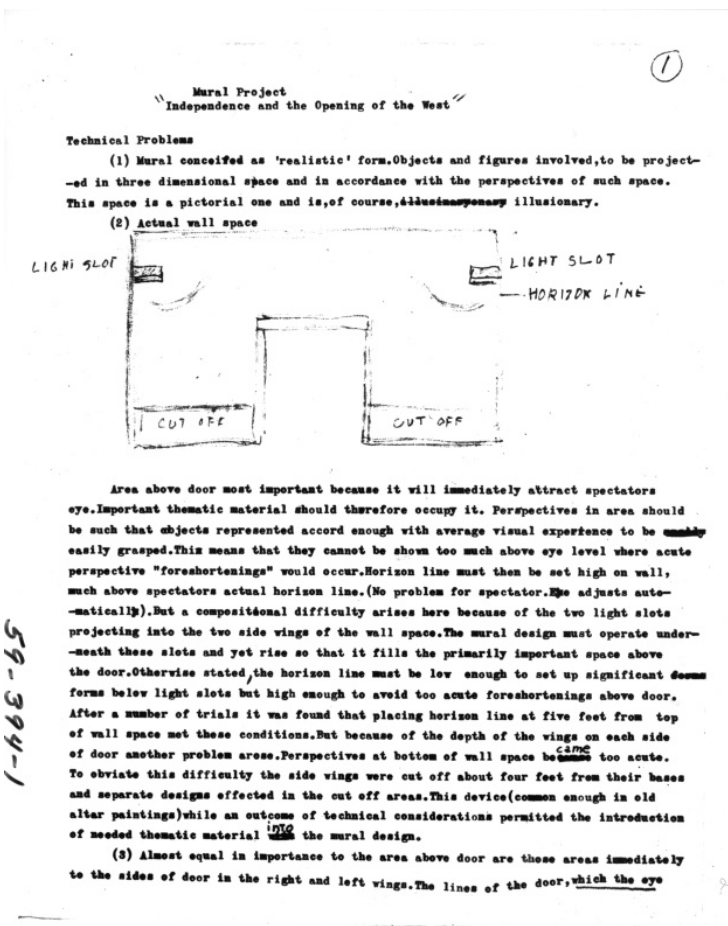 1
Mural Project
"Independence and the Opening of the West"
Technical Problems
(1) Mural conceifed as 'realistic' form.Objects and figures involved,to be project-
-ed in three dimensional space and in accordance with the perspectives of such space.
This space is a pictorial one and is,of course, illusionary.
(2) Actual wall space
LIGHT SLOT
LIGHT SLOT
HORIZON LINE
CUT OFF
CUT OFF
Area above door most important because it will immediately attract spectators
eye.Important thematic material should therefore occupy it. Perspectives in area should
be such that objects represented accord enough with average visual experience to be
easily grasped.This means that they cannot be shown too much above eye level where acute
perspective "foreshortenings" would occur.Horizon line must then be set high on wall,
much above spectators actual horizon line.(No problem for spectator. adjusts auto-
-matically).But a compositional difficulty arises here because of the two light slots
projecting into the two side wings of the wall space.The mural design must operate under-
-neath these slots and yet rise so that it fills the primarily important space above
the door.Otherwise stated,the horizon line must be low enough to set up significant
forms below light slots but high enough to avoid too acute foreshortenings above door.
After a number of trials it was found that placing horizon line at five feet from top
of wall space met these conditions.But because of the depth of the wings on each side
of door another problem arose.Perspectives at bottom of wall space became too acute.
To obviate this difficulty the side wings were cut off about four feet from their bases
and separate designs effected in the cut off areas.This device(common enough in old
altar paintings)while an outcome of technical considerations permitted the introduction
of needed thematic material into the mural design.
(3) Almost equal in importance to the area above door are those areas immediately
to the sides of door in the right and left wings.The lines of the door,which the eye
59-394-1